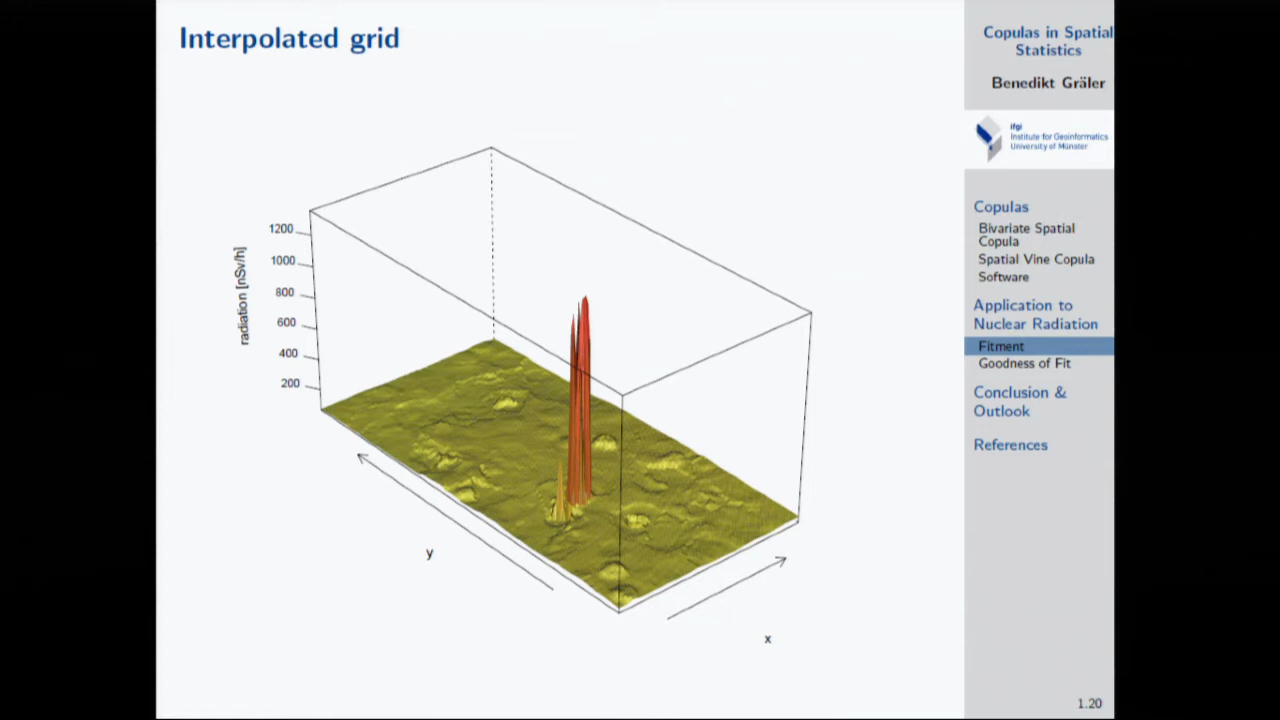 Interpolated grid
1200
1000
800
600
400
200
radiation [nSv/h]
y
x
Copulas in Spatial
Statistics
Benedikt Gräler
ifgi
Institute for Geoinformatics
University of Münster
Copulas
Bivariate Spatial
Copula
Spatial Vine Copula
Software
Application to
Nuclear Radiation
Fitment
Goodness of Fit
Conclusion &
Outlook
References
1.20